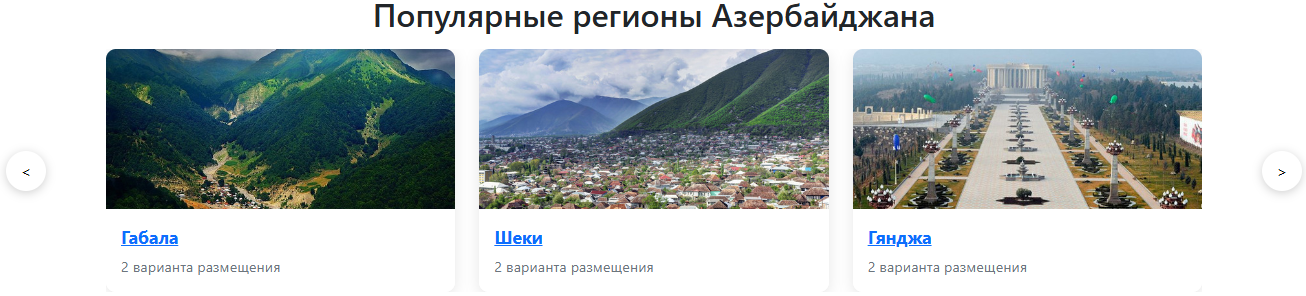 Популярные регионы Азербайджана
<
>
Габала
2 варианта размещения
Шеки
2 варианта размещения
Гянджа
2 варианта размещения